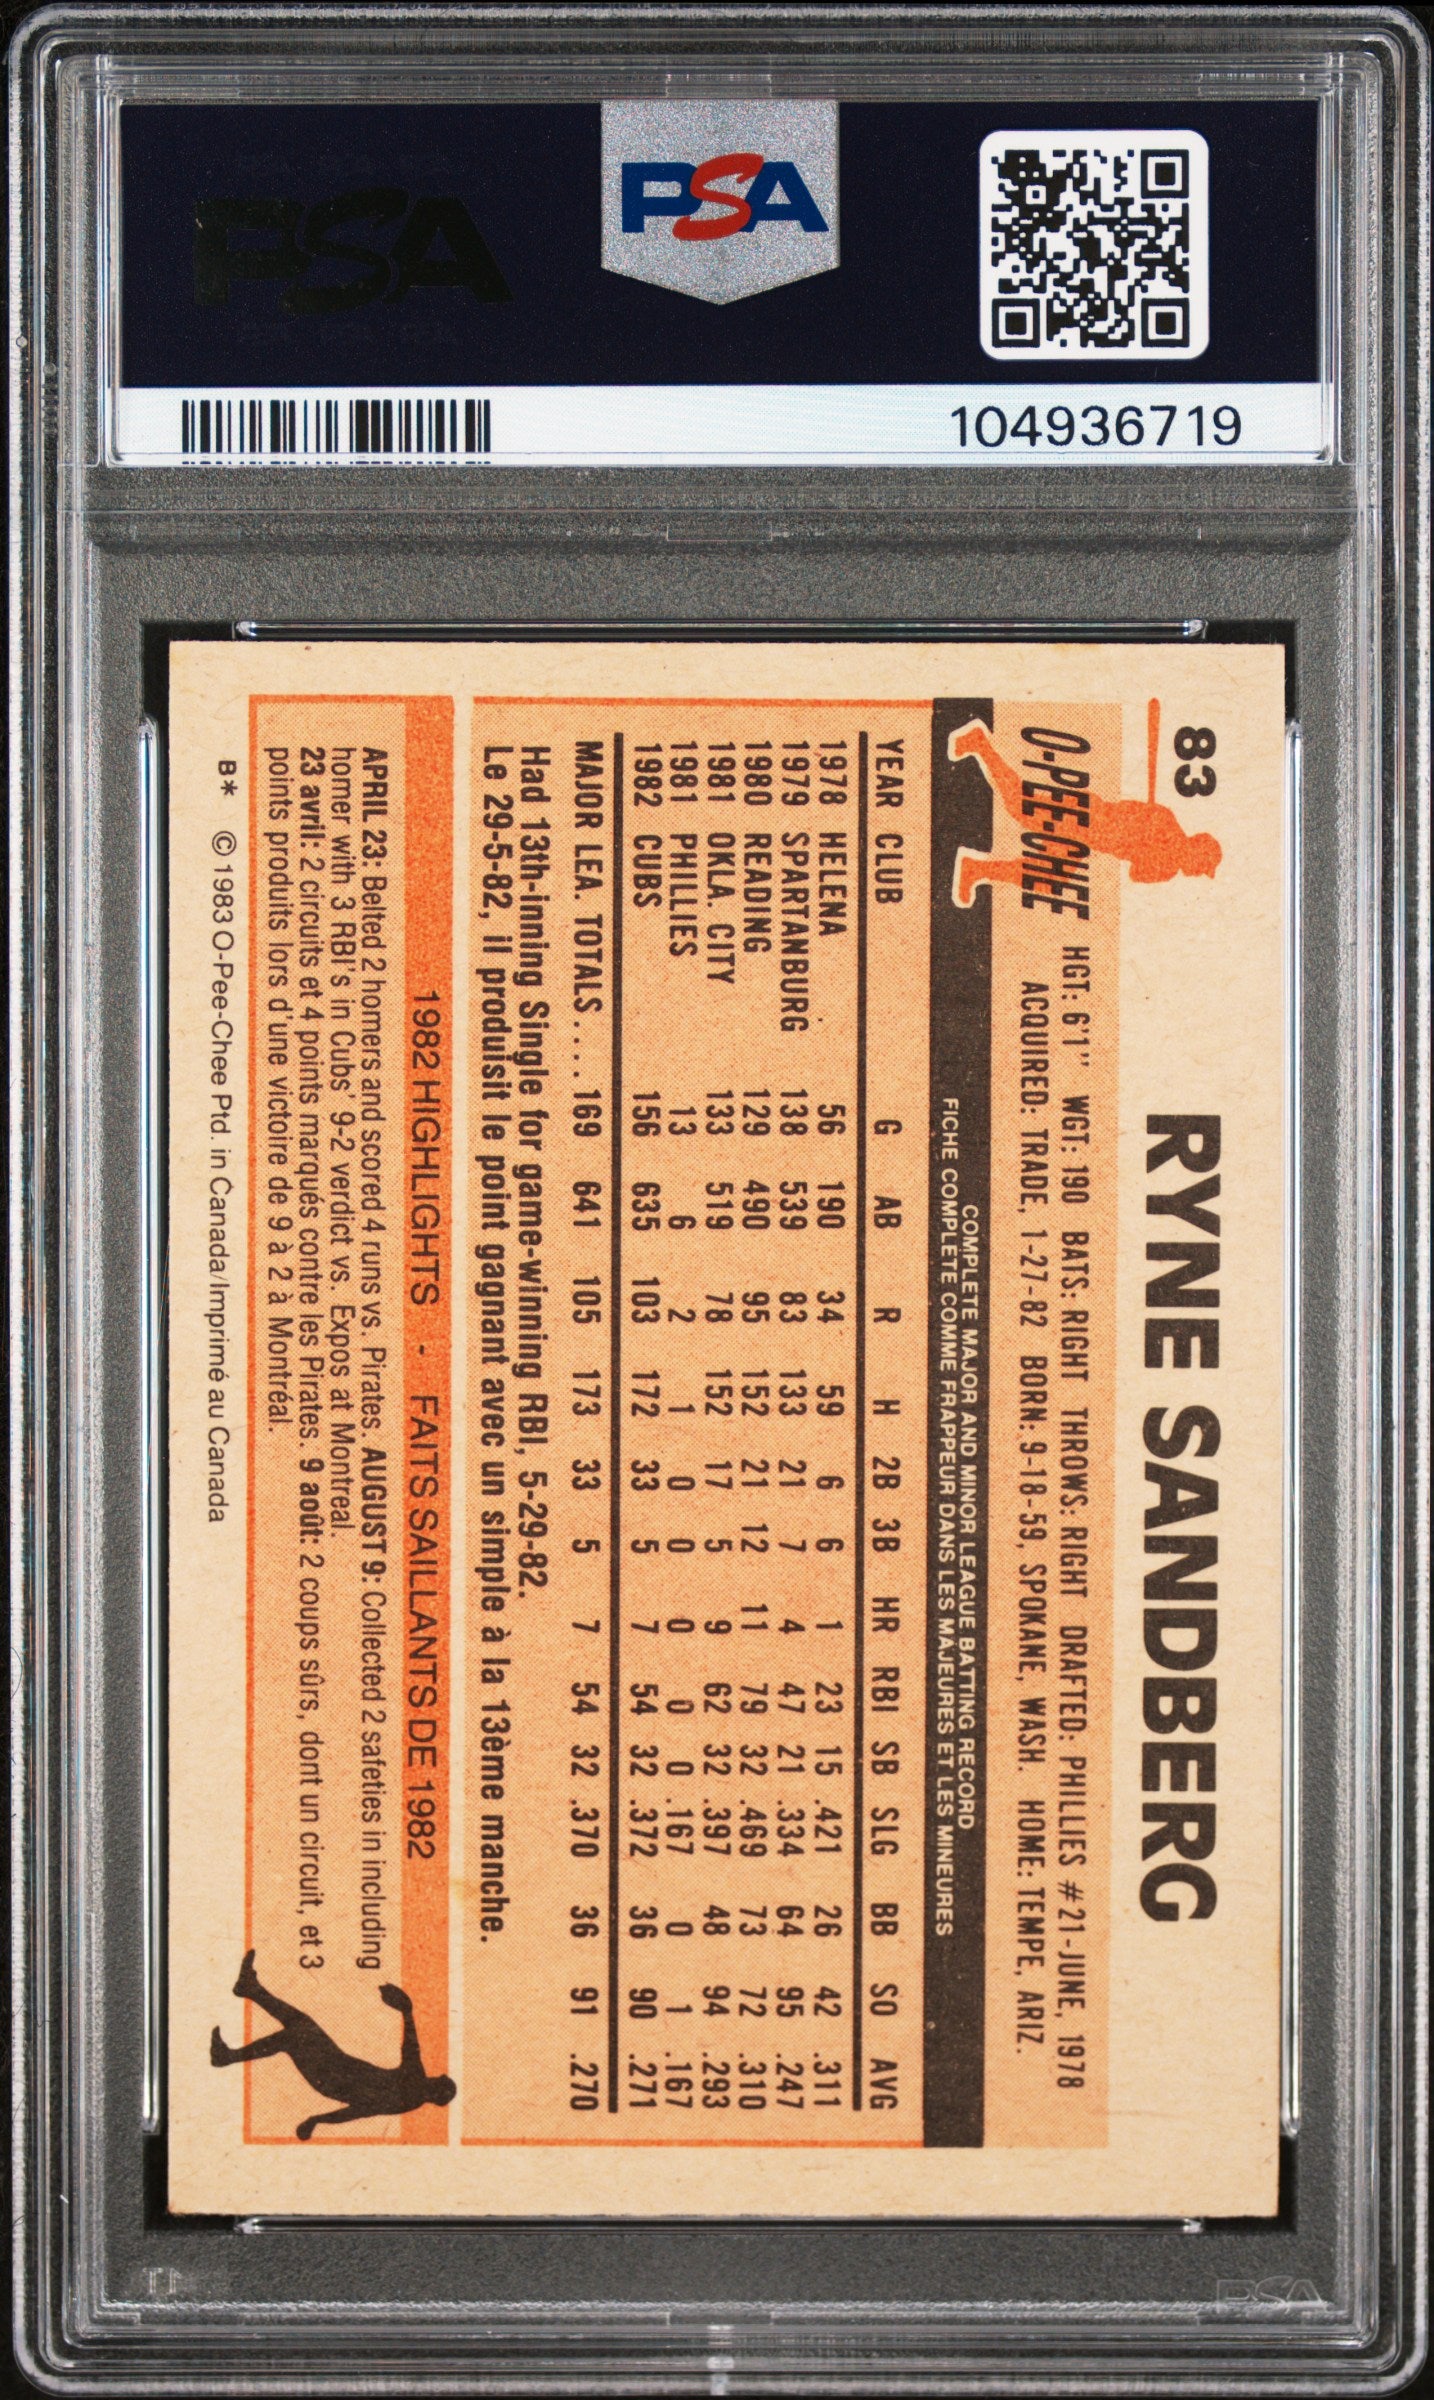 PSA
PSA
104936719
83
RYNE SANDBERG
O-PEE-CHEE
HGT: 6'1" WGT: 190 BATS: RIGHT THROWS: RIGHT DRAFTED: PHILLIES #21-JUNE, 1978
ACQUIRED: TRADE, 1-27-82 BORN: 9-18-59, SPOKANE, WASH. HOME: TEMPE, ARIZ.
COMPLETE MAJOR AND MINOR LEAGUE BATTING RECORD
FICHE COMPLETE COMME FRAPPEUR DANS LES MAJEURES ET LES MINEURES
YEAR CLUB G AB R H 2B 3B HR RBI SB SLG BB SO AVG
1978 HELENA 56 190 34 59 6 6 1 23 15 .421 26 42 .311
1979 SPARTANBURG 138 539 83 133 21 7 4 47 21 .334 64 95 .247
1980 READING 129 490 95 152 21 12 11 79 32 .469 73 72 .310
1981 OKLA. CITY 133 519 78 152 17 5 9 62 32 .397 48 94 .293
1981 PHILLIES 13 6 2 1 0 0 0 0 0 .167 0 1 .167
1982 CUBS 156 635 103 172 33 5 7 54 32 .372 36 90 .271
MAJOR LEA. TOTALS.... 169 641 105 173 33 5 7 54 32 .370 36 91 .270
Had 13th-inning Single for game-winning RBI, 5-29-82.
Le 29-5-82, il produisit le point gagnant avec un simple à la 13ème manche.
1982 HIGHLIGHTS - FAITS SAILLANTS DE 1982
APRIL 23: Belted 2 homers and scored 4 runs vs. Pirates. AUGUST 9: Collected 2 safeties in including
homer with 3 RBI's in Cubs' 9-2 verdict vs. Expos at Montreal.
23 avril: 2 circuits et 4 points marqués contre les Pirates. 9 août: 2 coups sûrs, dont un circuit, et 3
points produits lors d'une victoire de 9 à 2 à Montréal.
B* © 1983 O-Pee-Chee Ptd. in Canada/Imprimé au Canada
PSA